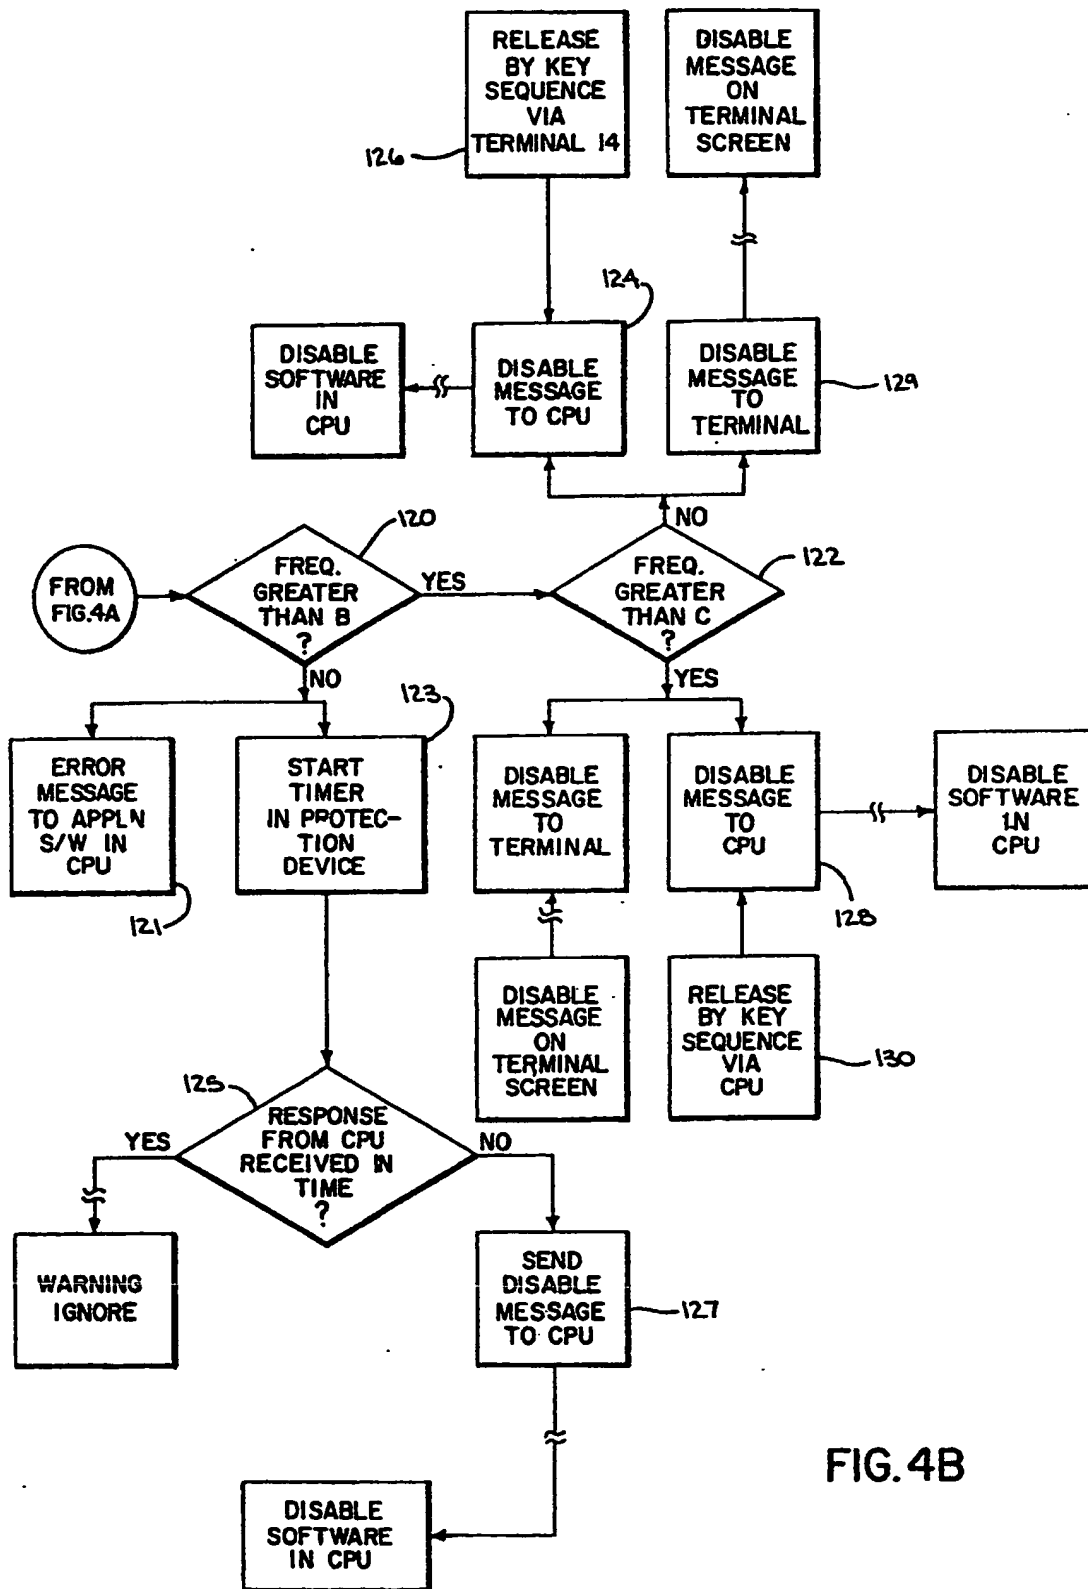 RELEASE
BY KEY
SEQUENCE
VIA
TERMINAL 14
126
DISABLE
MESSAGE
ON
TERMINAL
SCREEN
124
DISABLE
SOFTWARE
IN
CPU
DISABLE
MESSAGE
TO CPU
DISABLE
MESSAGE
TO
TERMINAL
129
FROM
FIG.4A
FREQ.
GREATER
THAN B
?
120
YES
NO
FREQ.
GREATER
THAN C
?
122
NO
YES
ERROR
MESSAGE
TO APPLN
S/W IN
CPU
121
START
TIMER
IN PROTEC-
TION
DEVICE
123
DISABLE
MESSAGE
TO
TERMINAL
DISABLE
MESSAGE
TO
CPU
128
DISABLE
SOFTWARE
IN
CPU
DISABLE
MESSAGE
ON
TERMINAL
SCREEN
RELEASE
BY KEY
SEQUENCE
VIA
CPU
130
125
RESPONSE
FROM CPU
RECEIVED IN
TIME
?
YES
NO
WARNING
IGNORE
SEND
DISABLE
MESSAGE
TO CPU
127
DISABLE
SOFTWARE
IN CPU
FIG. 4B